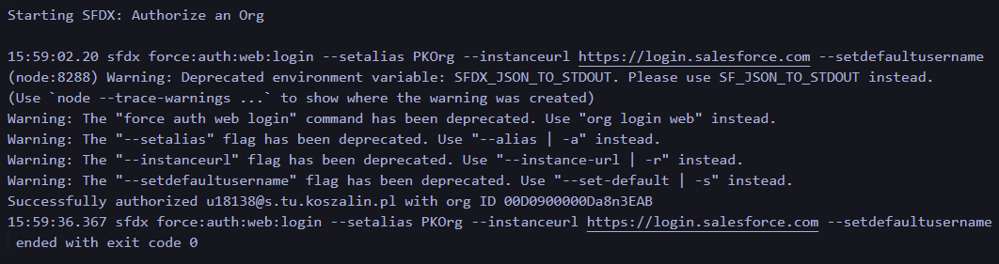 Starting SFDX: Authorize an Org
15:59:02.20 sfdx force:auth:web:login --setalias PKOrg --instanceurl https://login.salesforce.com --setdefaultusername
(node:8288) Warning: Deprecated environment variable: SFDX_JSON_TO_STDOUT. Please use SF_JSON_TO_STDOUT instead.
(Use `node --trace-warnings ...` to show where the warning was created)
Warning: The "force auth web login" command has been deprecated. Use "org login web" instead.
Warning: The "--setalias" flag has been deprecated. Use "--alias | -a" instead.
Warning: The "--instanceurl" flag has been deprecated. Use "--instance-url | -r" instead.
Warning: The "--setdefaultusername" flag has been deprecated. Use "--set-default | -s" instead.
Successfully authorized u18138@s.tu.koszalin.pl with org ID 00D0900000Da8n3EAB
15:59:36.367 sfdx force:auth:web:login --setalias PKOrg --instanceurl https://login.salesforce.com --setdefaultusername
ended with exit code 0